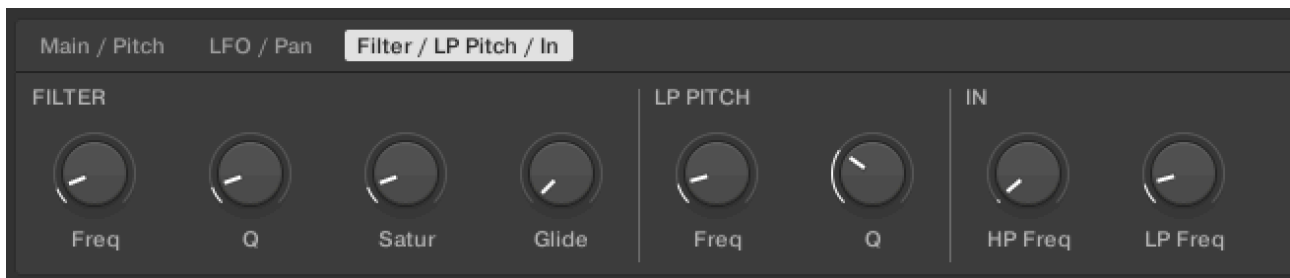 Main / Pitch LFO / Pan Filter / LP Pitch / In
FILTER LP PITCH IN
Freq Q Satur Glide Freq Q HP Freq LP Freq